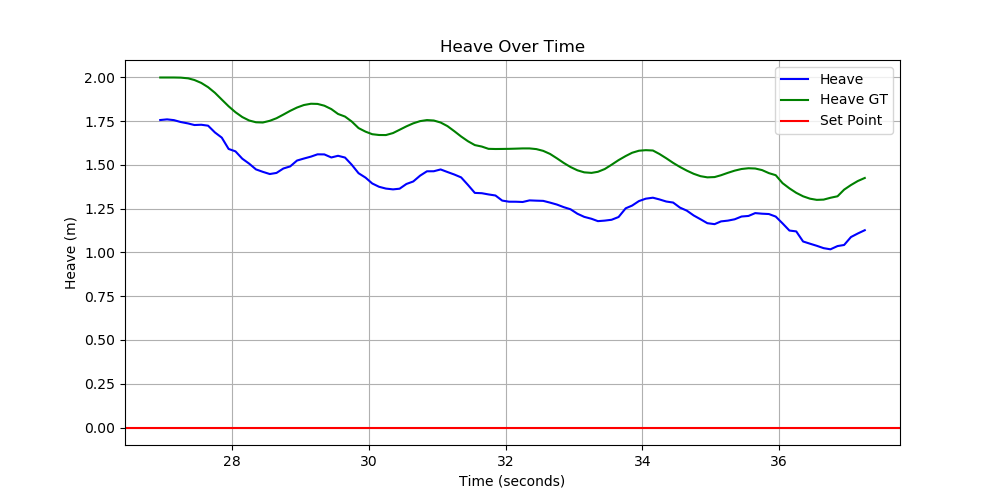 Heave Over Time
Heave
Heave GT
Set Point
2.00
1.75
1.50
1.25
1.00
0.75
0.50
0.25
0.00
Heave (m)
28 30 32 34 36
Time (seconds)